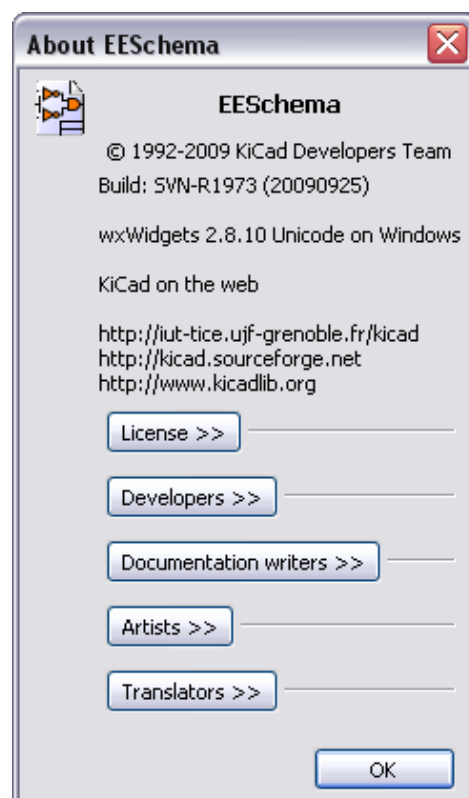 About EESchema
EESchema
© 1992-2009 KiCad Developers Team
Build: SVN-R1973 (20090925)
wxWidgets 2.8.10 Unicode on Windows
KiCad on the web
http://iut-tice.ujf-grenoble.fr/kicad
http://kicad.sourceforge.net
http://www.kicadlib.org
License >>
Developers >>
Documentation writers >>
Artists >>
Translators >>
OK